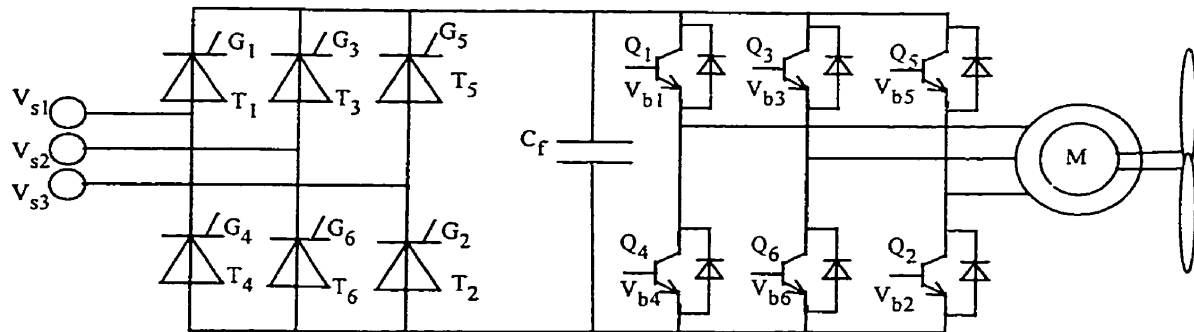 G1 G3 G5 Q1 Q3 Q5
T1 T3 T5
Vs1 Vb1 Vb3 Vb5
Vs2 Cf M
Vs3
G4 G6 G2 Q4 Q6 Q2
T4 T6 T2 Vb4 Vb6 Vb2